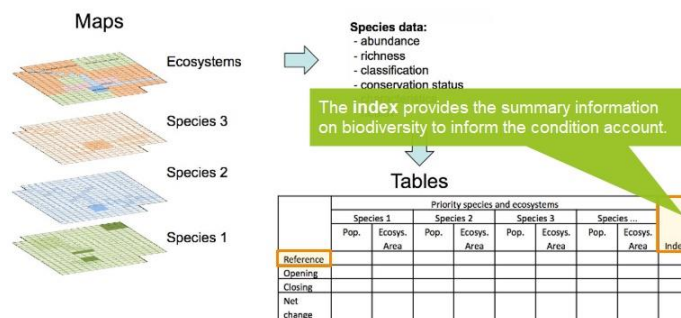 Maps
Ecosystems
Species 3
Species 2
Species 1
Species data:
- abundance
- richness
- classification
- conservation status
The index provides the summary information
on biodiversity to inform the condition account.
Tables
Priority species and ecosystems
Species 1 Species 2 Species 3 Species ...
Pop. Ecosys. Pop. Ecosys. Pop. Ecosys. Pop. Ecosys.
Area Area Area Area
Reference
Opening
Closing
Net
change